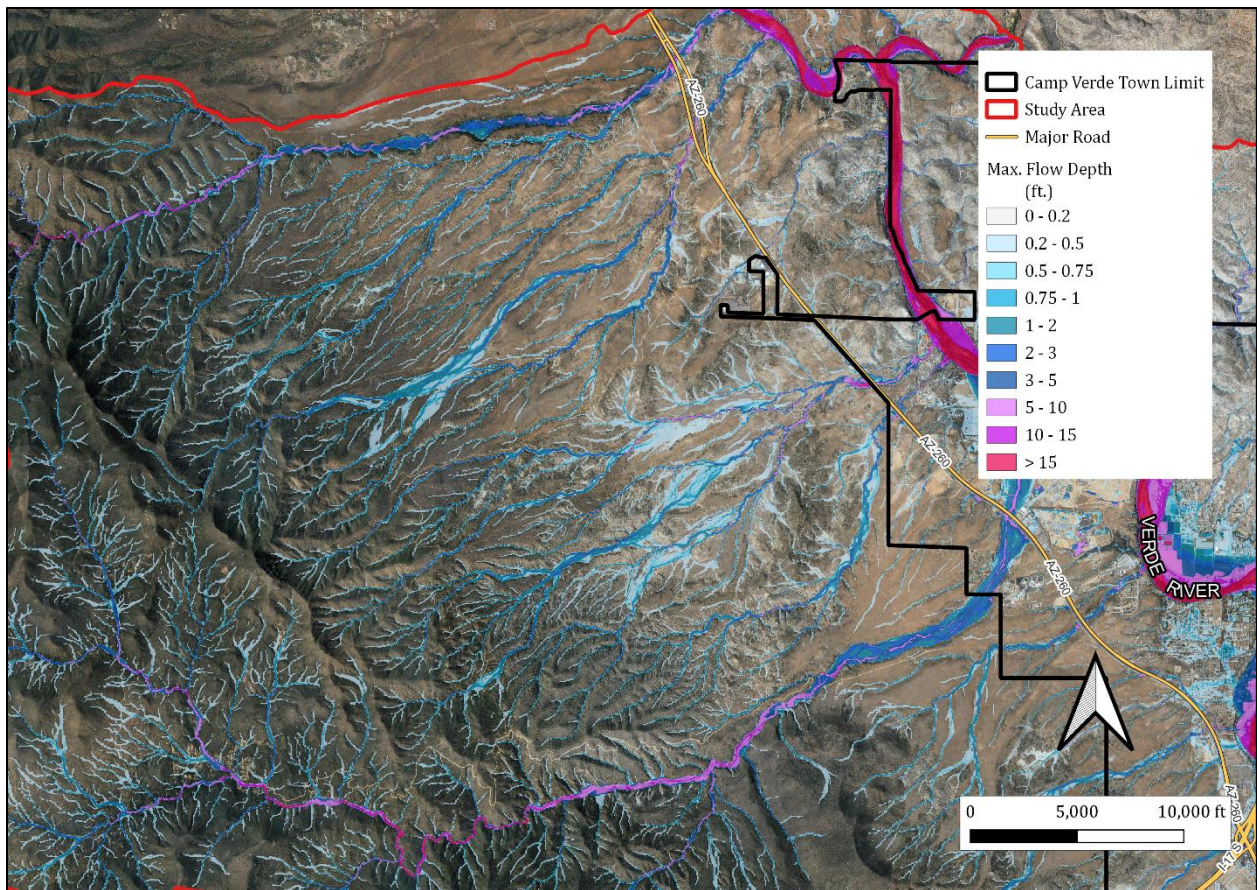 AZ-260
Camp Verde Town Limit
Study Area
Major Road
Max. Flow Depth
(ft.)
0 - 0.2
0.2 - 0.5
0.5 - 0.75
0.75 - 1
1 - 2
2 - 3
3 - 5
5 - 10
10 - 15
> 15
AZ-260
AZ-260
VERDE RIVER
AZ-260
I-17 S
0 5,000 10,000 ft